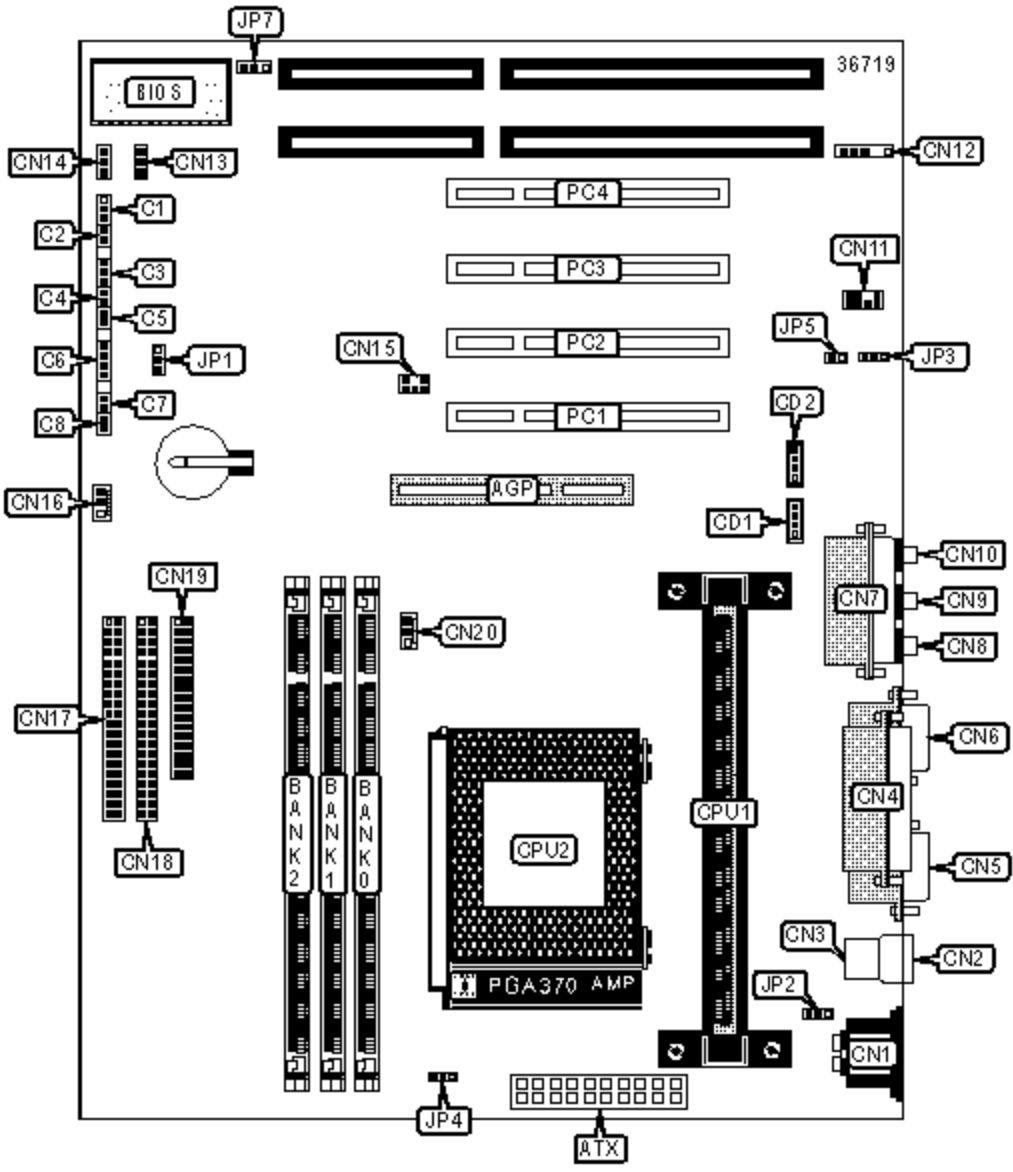 JP7
36719
BIOS
CN14
CN13
CN12
C1
PC4
C2
CN11
C3
PC3
C4
C5
JP5
CN15
PC2
C6
JP1
JP3
CD2
C7
PC1
C8
AGP
CN16
CD1
CN10
CN19
CN7
CN9
CN20
CN8
CN17
CN6
BANK2
BANK1
BANK0
CN4
CPU1
CPU2
CN18
CN5
CN3
CN2
PGA370 AMP
JP2
CN1
JP4
ATX